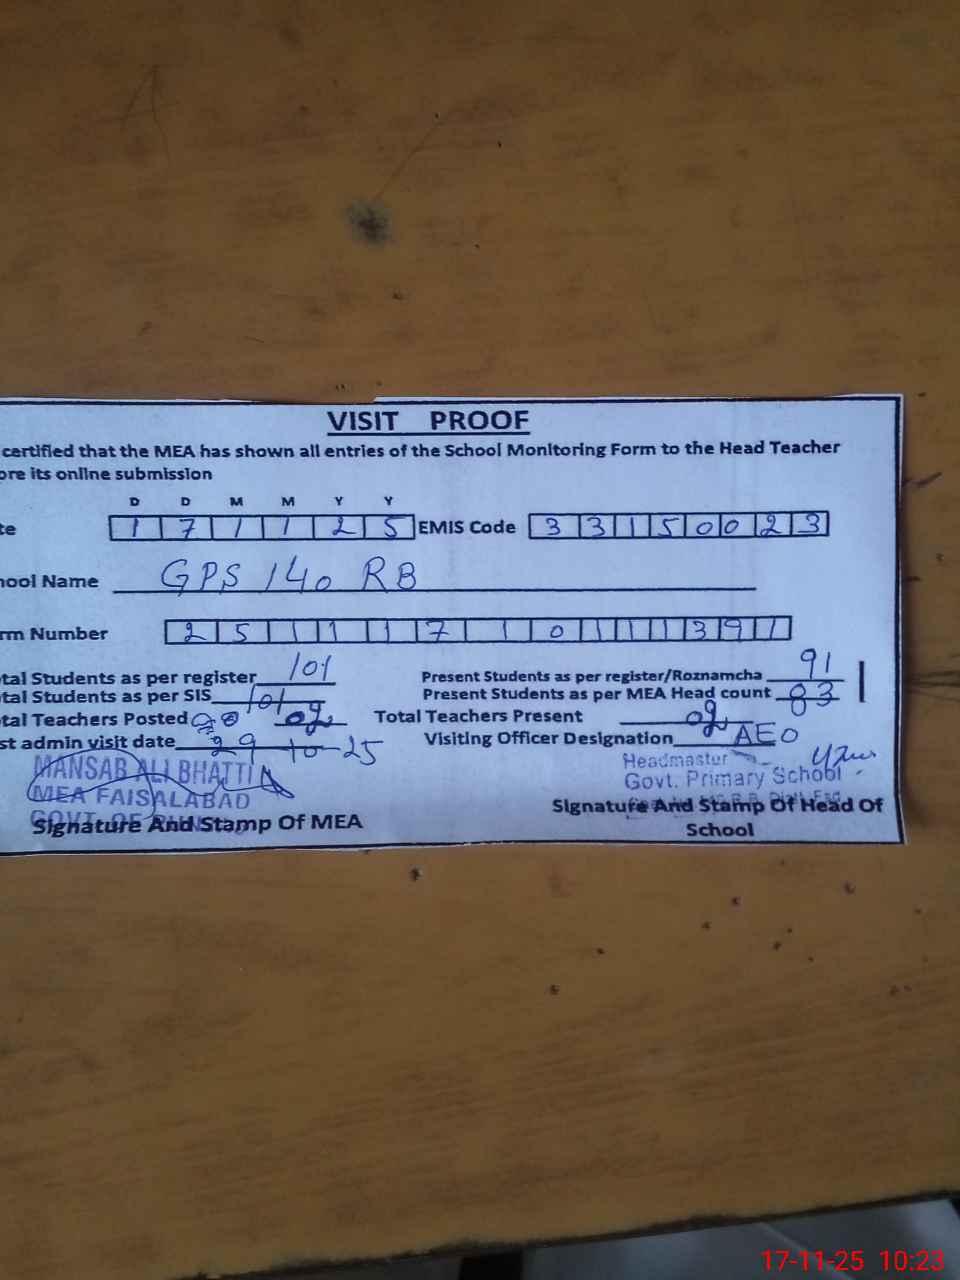 VISIT PROOF
certified that the MEA has shown all entries of the School Monitoring Form to the Head Teacher
ore its online submission
D D M M Y Y
te 1 7 1 1 2 5 EMIS Code 3 3 1 5 0 0 2 3
hool Name GPS 140 RB
rm Number 2 5 1 1 1 7 1 0 1 1 1 3 9 1
tal Students as per register 101 Present Students as per register/Roznamcha 91
tal Students as per SIS 101 Present Students as per MEA Head count 83
tal Teachers Posted 02 Total Teachers Present 02
st admin visit date 29-10-25 Visiting Officer Designation AEO
MANSAB ALI BHATTI
MEA FAISALABAD
GOVT. OF
Signature And Stamp Of MEA
Headmaster
Govt. Primary School
Signature And Stamp Of Head Of
School
17-11-25 10:23